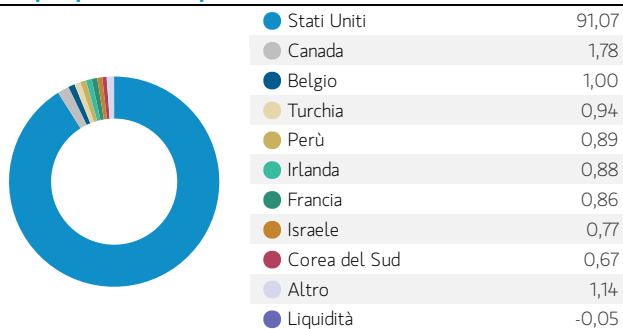 Stati Uniti 91,07
Canada 1,78
Belgio 1,00
Turchia 0,94
Perù 0,89
Irlanda 0,88
Francia 0,86
Israele 0,77
Corea del Sud 0,67
Altro 1,14
Liquidità -0,05